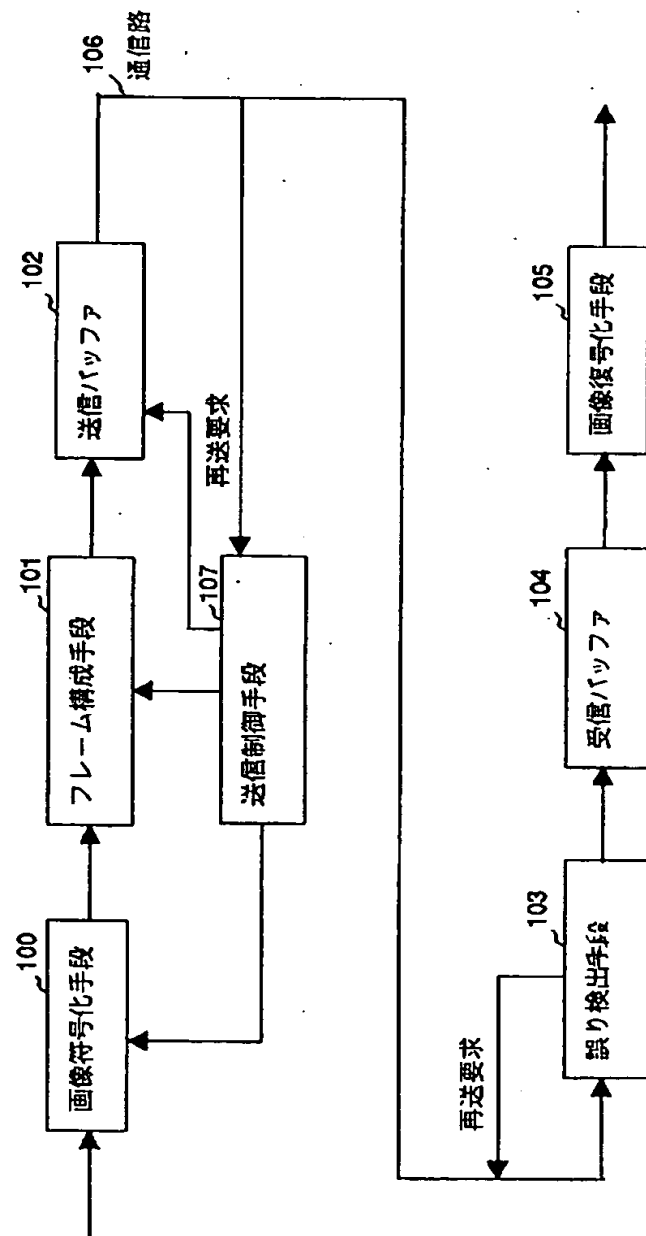 100
画像符号化手段
101
フレーム構成手段
102
送信バッファ
106
通信路
107
送信制御手段
再送要求
再送要求
103
誤り検出手段
104
受信バッファ
105
画像復号化手段